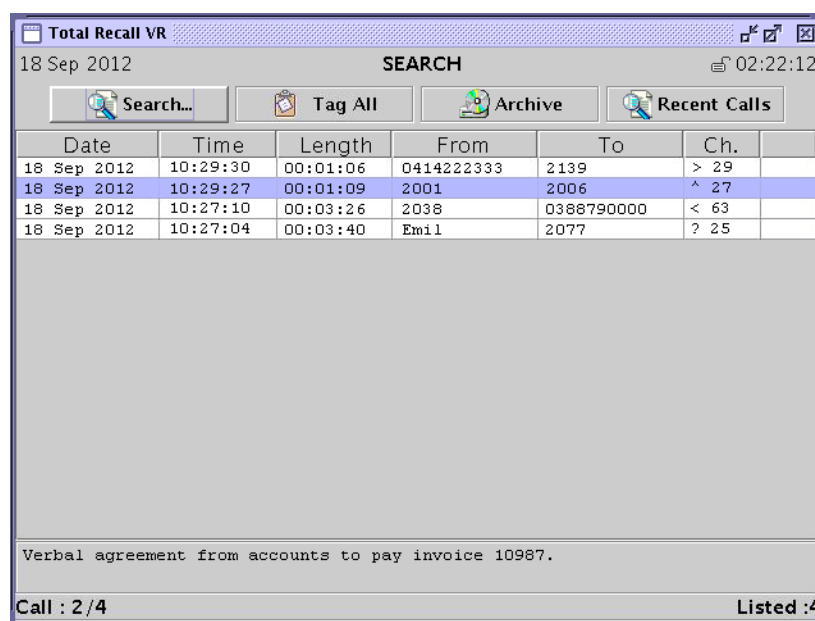 Total Recall VR
18 Sep 2012 SEARCH 02:22:12
Search... Tag All Archive Recent Calls
Date Time Length From To Ch.
18 Sep 2012 10:29:30 00:01:06 0414222333 2139 > 29
18 Sep 2012 10:29:27 00:01:09 2001 2006 ^ 27
18 Sep 2012 10:27:10 00:03:26 2038 0388790000 < 63
18 Sep 2012 10:27:04 00:03:40 Emil 2077 ? 25
Verbal agreement from accounts to pay invoice 10987.
Call : 2/4 Listed :4